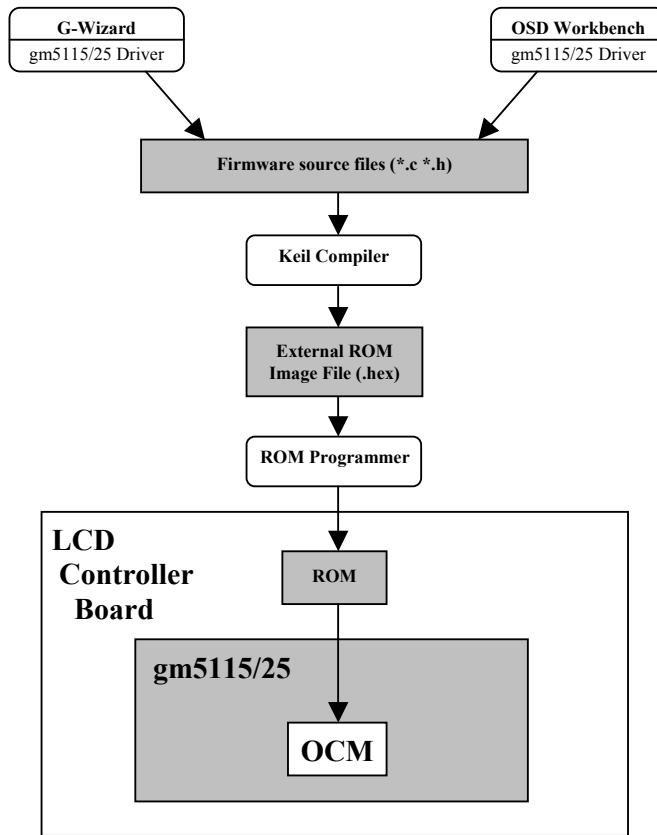 G-Wizard
gm5115/25 Driver
OSD Workbench
gm5115/25 Driver
Firmware source files (*.c *.h)
Keil Compiler
External ROM
Image File (.hex)
ROM Programmer
LCD
Controller
Board
ROM
gm5115/25
OCM